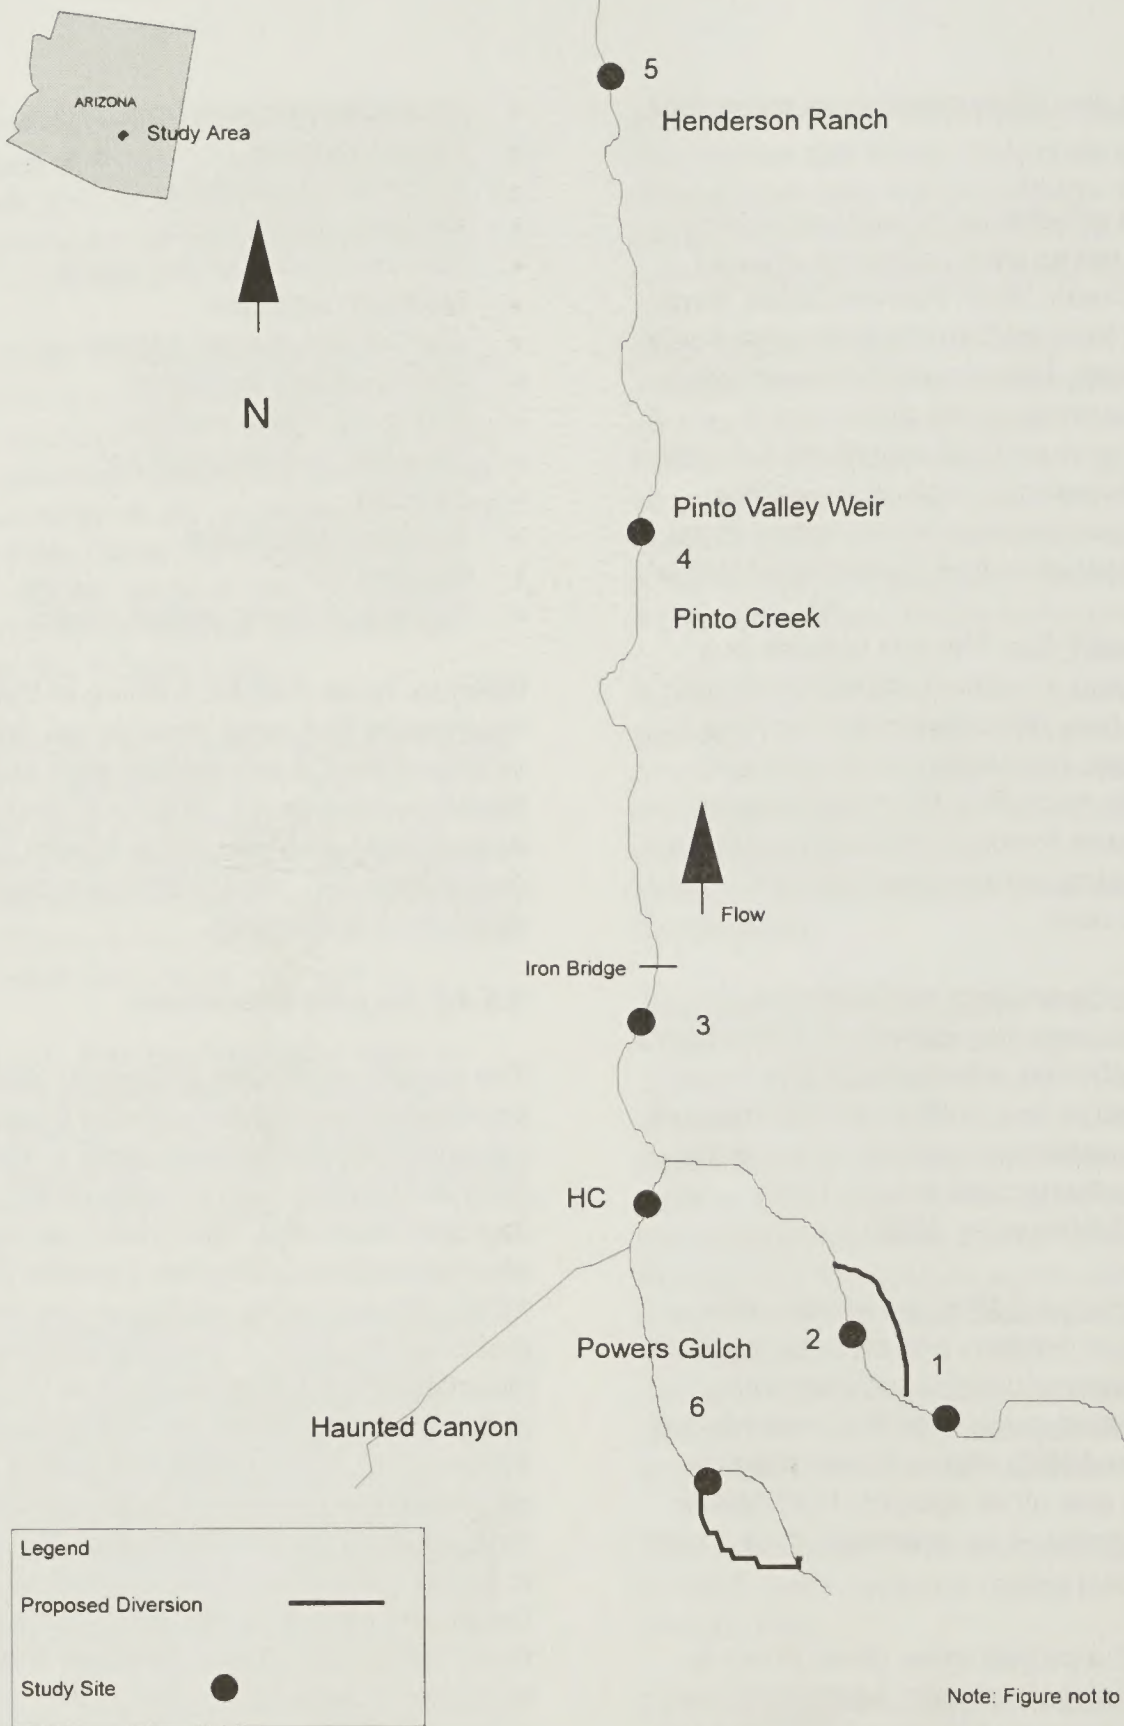 ARIZONA
Study Area
N
5
Henderson Ranch
Pinto Valley Weir
4
Pinto Creek
Flow
Iron Bridge
3
HC
2
1
Powers Gulch
6
Haunted Canyon
Legend
Proposed Diversion
Study Site
Note: Figure not to